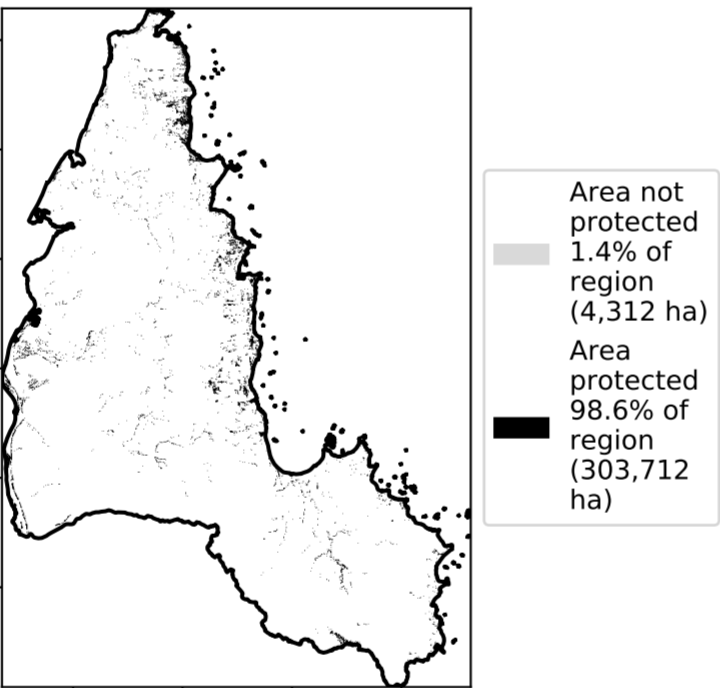 Area not
protected
1.4% of
region
(4,312 ha)
Area
protected
98.6% of
region
(303,712
ha)